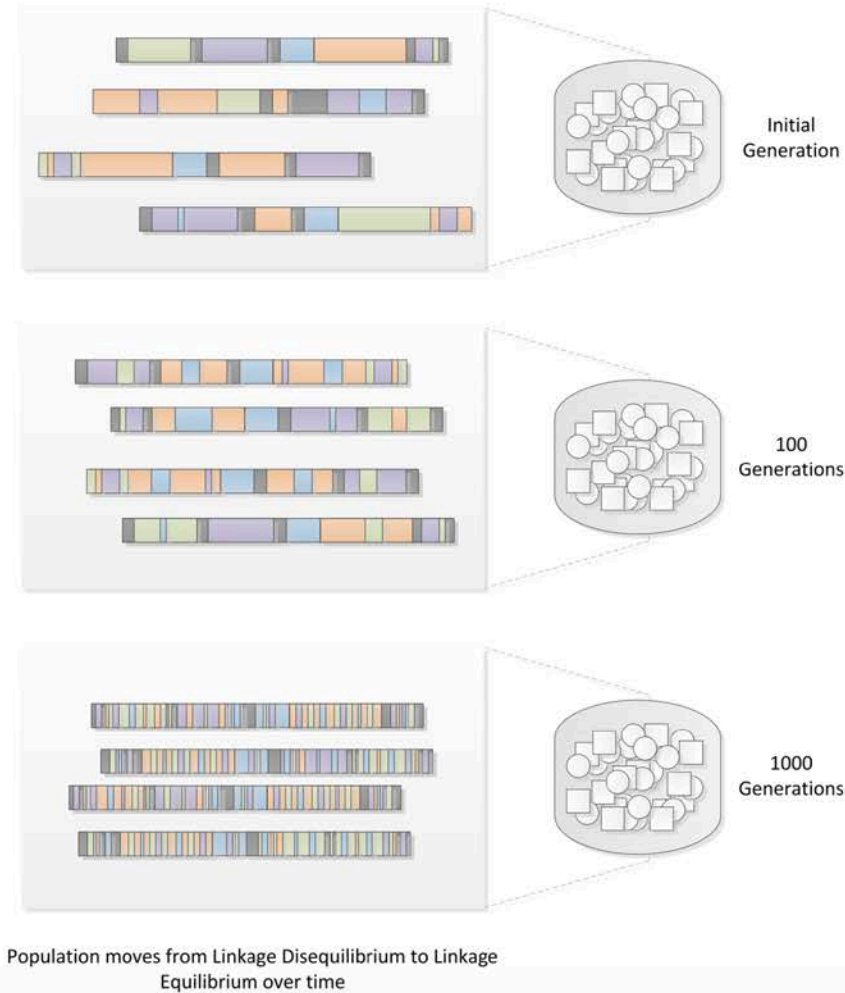 Initial
Generation
100
Generations
1000
Generations
Population moves from Linkage Disequilibrium to Linkage
Equilibrium over time